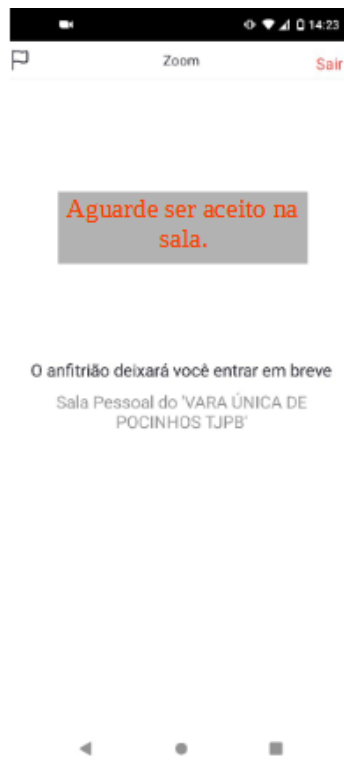 14:23
Zoom
Sair
Aguarde ser aceito na
sala.
O anfitrião deixará você entrar em breve
Sala Pessoal do 'VARA ÚNICA DE
POCINHOS TJPB'